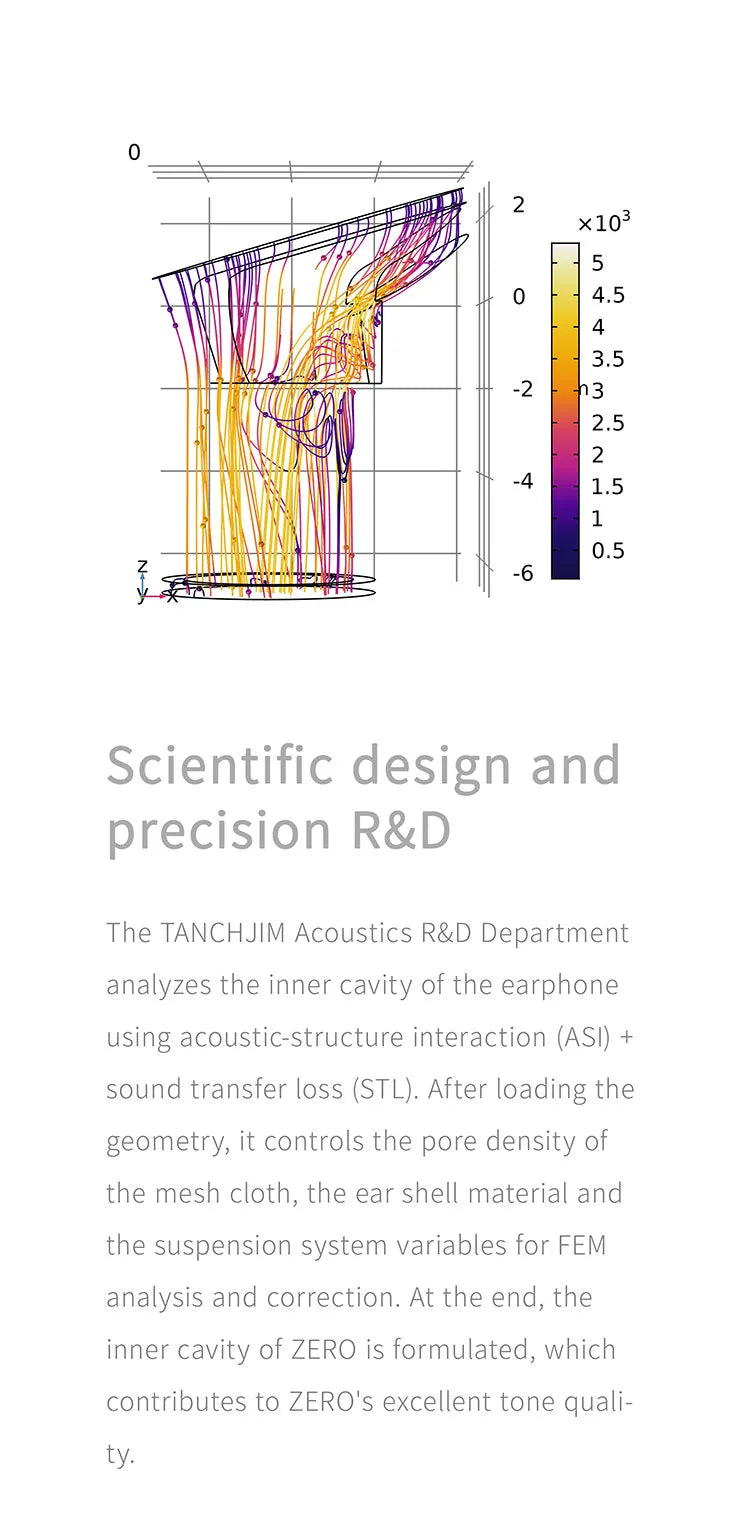 0
2
×10³
5
0
4.5
4
3.5
-2
n
3
2.5
2
-4
1.5
1
z
-6
0.5
y
x
Scientific design and
precision R&D
The TANCHJIM Acoustics R&D Department
analyzes the inner cavity of the earphone
using acoustic-structure interaction (ASI) +
sound transfer loss (STL). After loading the
geometry, it controls the pore density of
the mesh cloth, the ear shell material and
the suspension system variables for FEM
analysis and correction. At the end, the
inner cavity of ZERO is formulated, which
contributes to ZERO's excellent tone quali-
ty.